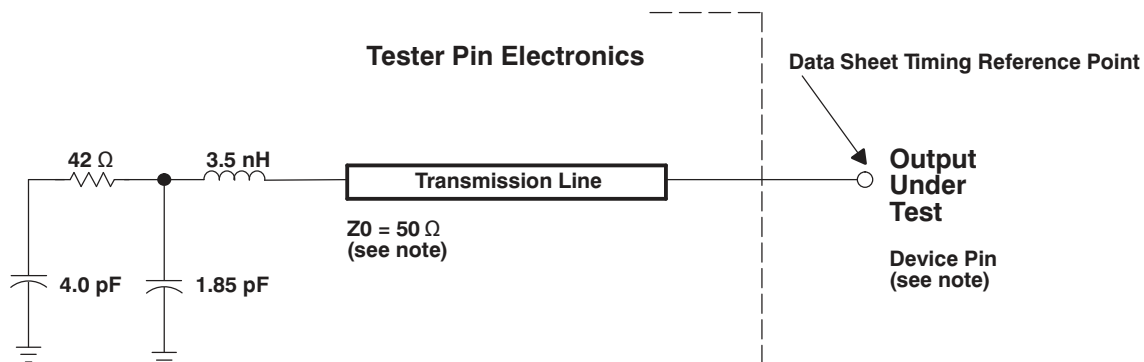 Tester Pin Electronics
Data Sheet Timing Reference Point
42 Ω
3.5 nH
Transmission Line
Output
Under
Test
Z0 = 50 Ω
(see note)
Device Pin
(see note)
4.0 pF
1.85 pF